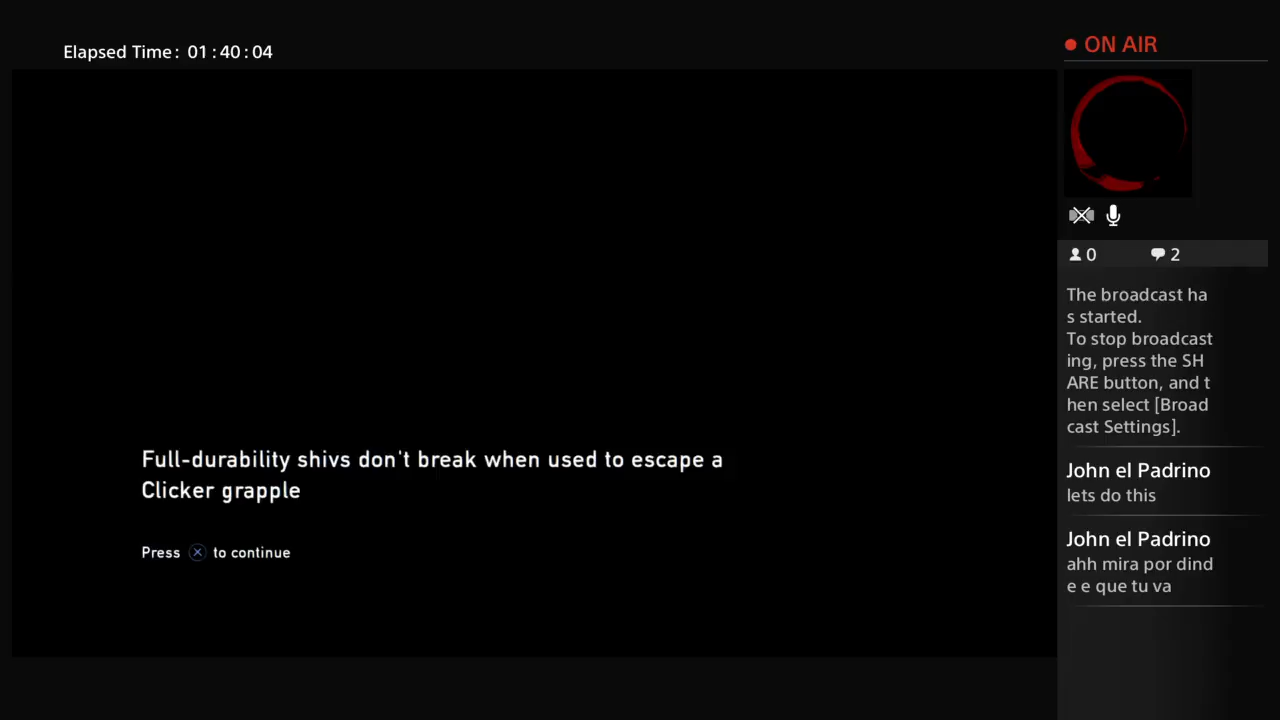 Elapsed Time: 01:40:04
ON AIR
0 2
The broadcast ha
s started.
To stop broadcast
ing, press the SH
ARE button, and t
hen select [Broad
cast Settings].
John el Padrino
lets do this
John el Padrino
ahh mira por dind
e e que tu va
Full-durability shivs don't break when used to escape a
Clicker grapple
Press X to continue